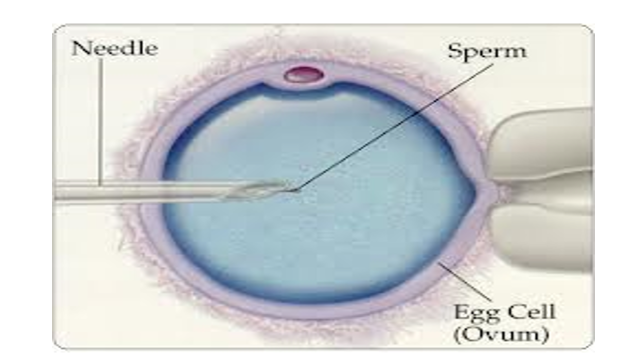 Needle
Sperm
Egg Cell
(Ovum)